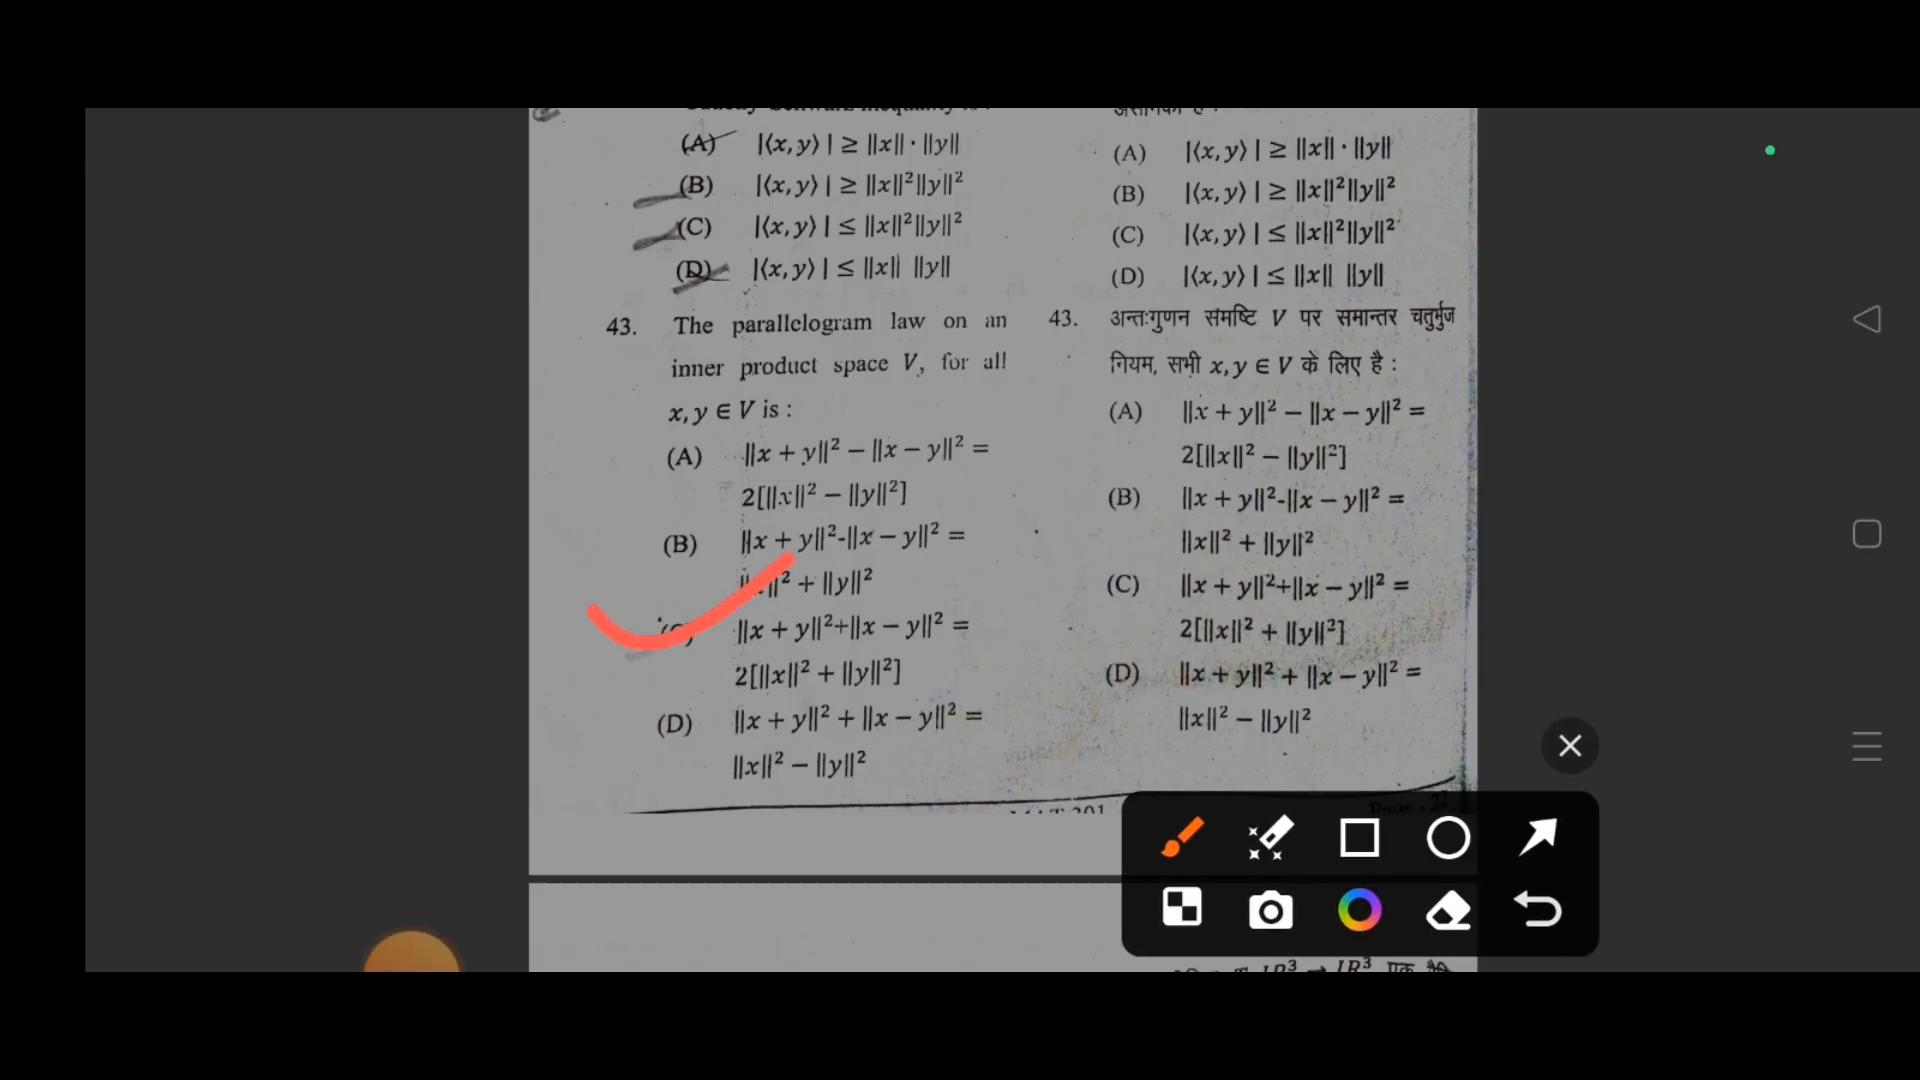 (A) |⟨x, y⟩ | ≥ ||x|| · ||y||
(B) |⟨x, y⟩ | ≥ ||x||²||y||²
(C) |⟨x, y⟩ | ≤ ||x||²||y||²
(D) |⟨x, y⟩ | ≤ ||x|| ||y||
43. The parallelogram law on an
inner product space V, for all
x, y ∈ V is :
(A) ||x + y||² − ||x − y||² =
2[||x||² − ||y||²]
(B) ||x + y||²-||x − y||² =
||x||² + ||y||²
(C) ||x + y||²+||x − y||² =
2[||x||² + ||y||²]
(D) ||x + y||² + ||x − y||² =
||x||² − ||y||²
(A) |⟨x, y⟩ | ≥ ||x|| · ||y||
(B) |⟨x, y⟩ | ≥ ||x||²||y||²
(C) |⟨x, y⟩ | ≤ ||x||²||y||²
(D) |⟨x, y⟩ | ≤ ||x|| ||y||
43. अन्तःगुणन संमष्टि V पर समान्तर चतुर्भुज
नियम, सभी x, y ∈ V के लिए है :
(A) ||x + y||² − ||x − y||² =
2[||x||² − ||y||²]
(B) ||x + y||²-||x − y||² =
||x||² + ||y||²
(C) ||x + y||²+||x − y||² =
2[||x||² + ||y||²]
(D) ||x + y||² + ||x − y||² =
||x||² − ||y||²